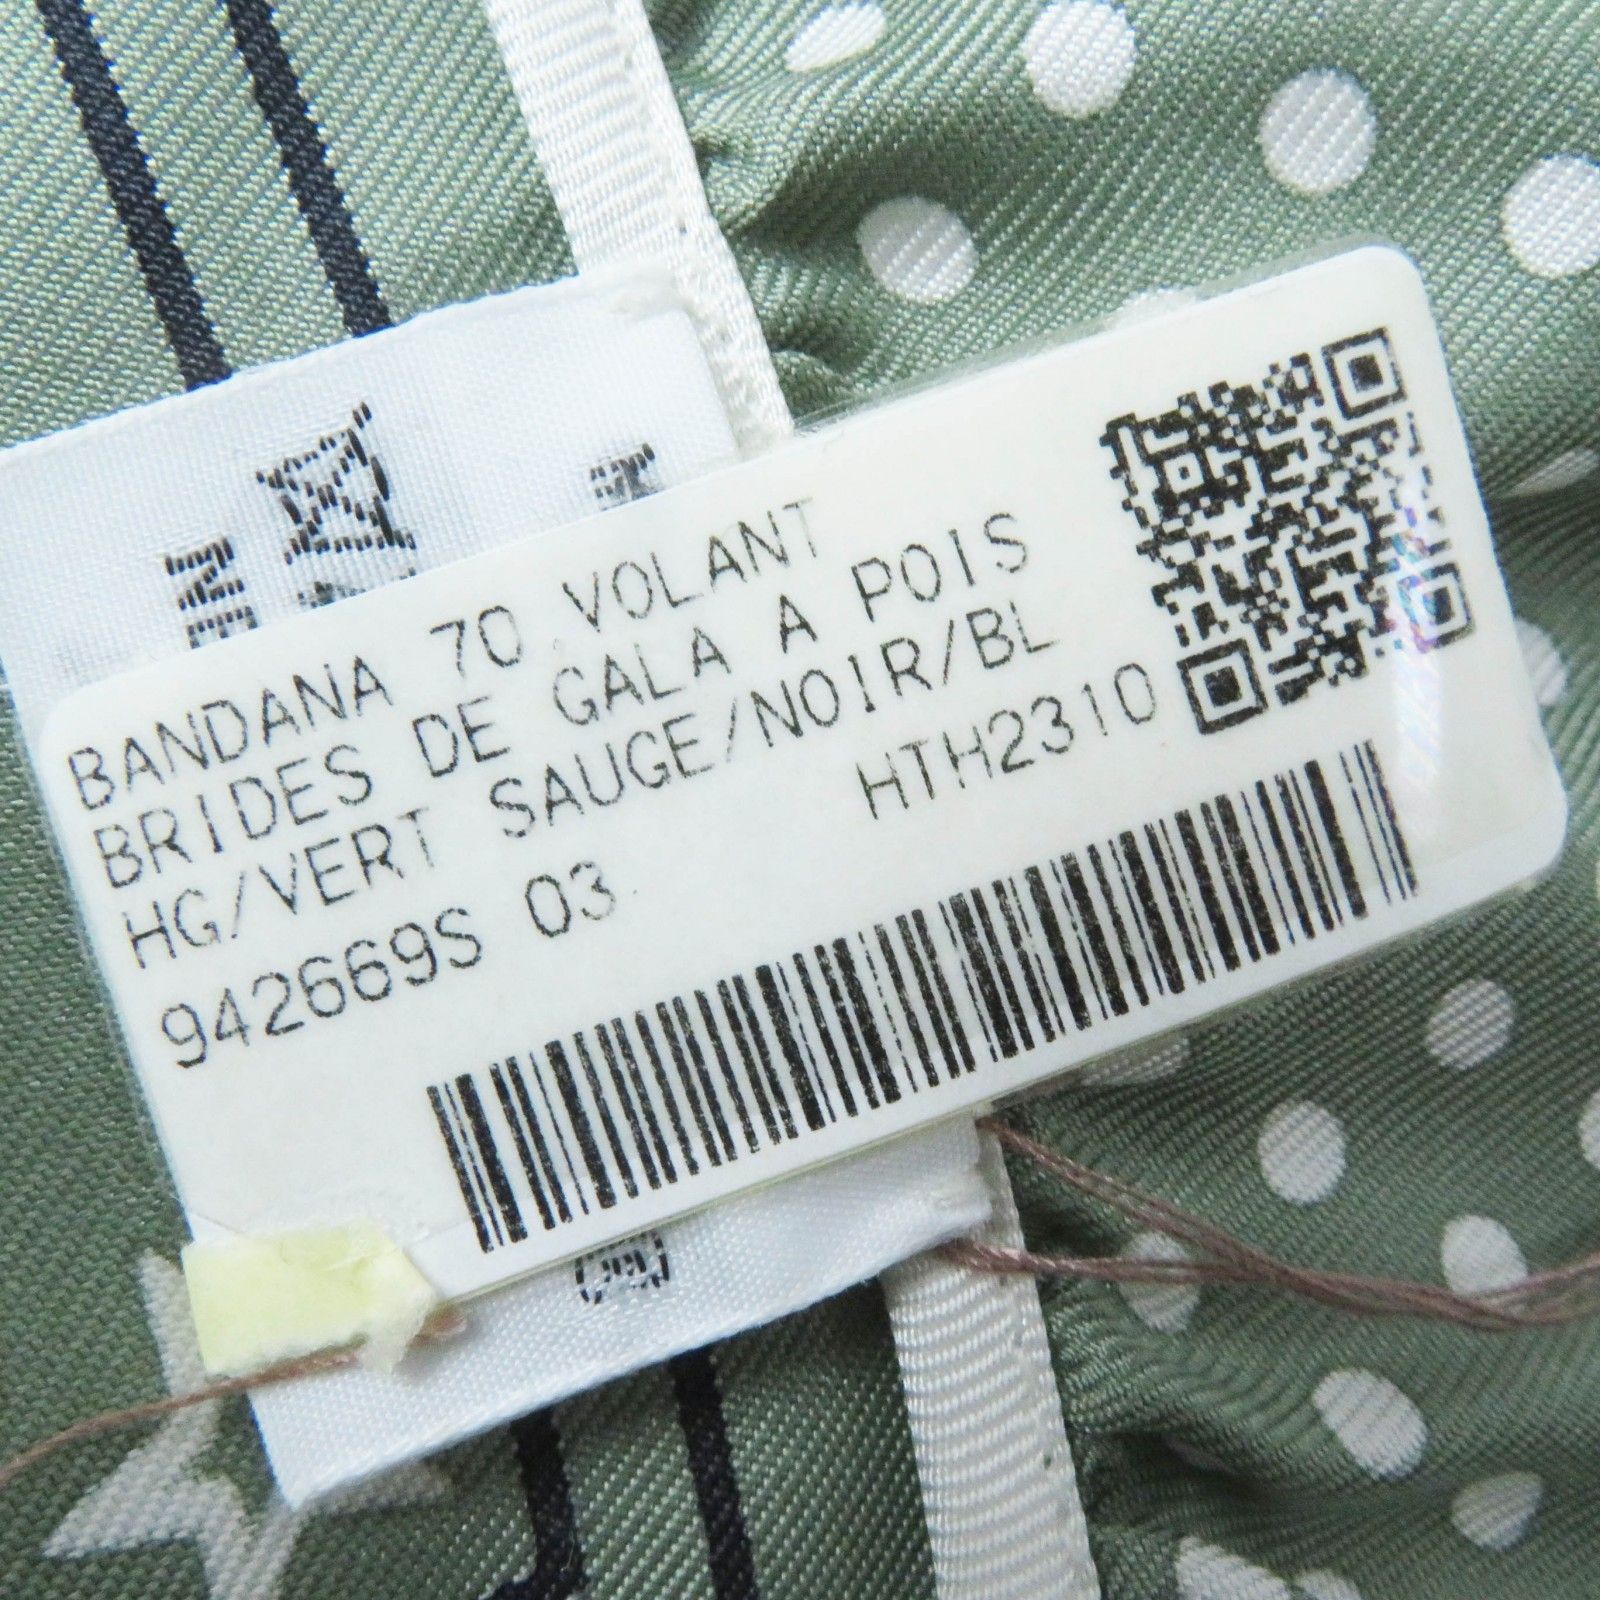 BANDANA 70 VOLANT
BRIDES DE GALA A POIS
HG/VERT SAUGE/NOIR/BL
942669S 03 HTH2310